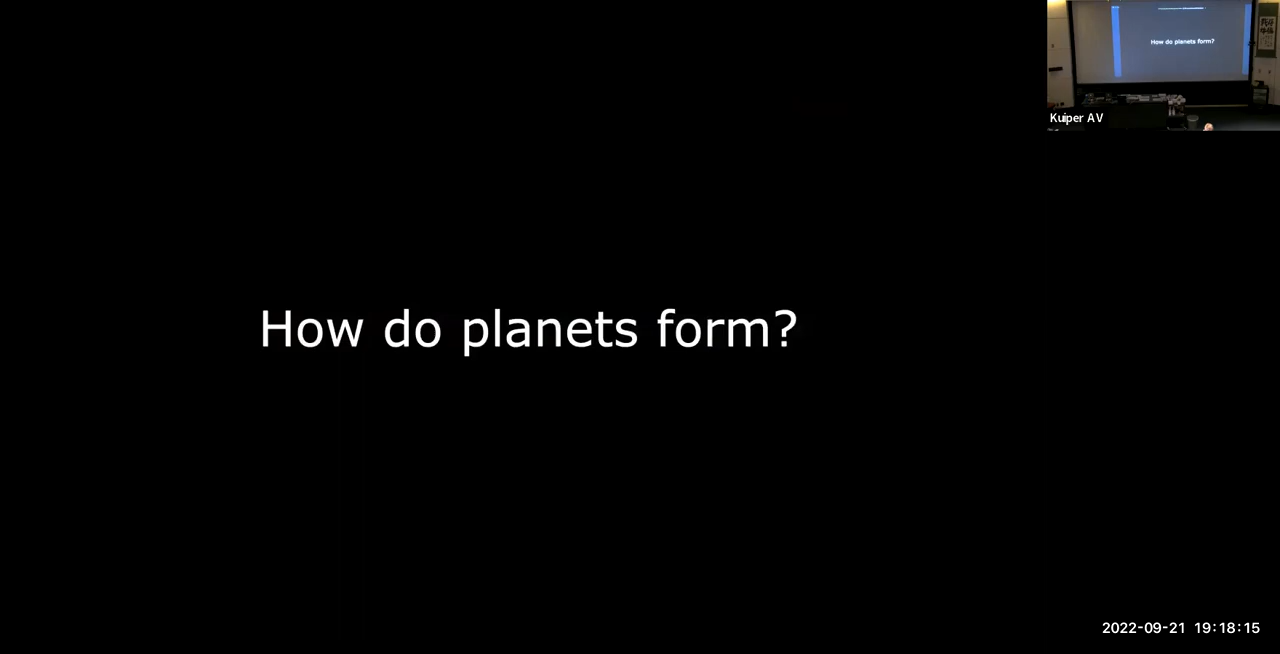 How do planets form?
How do planets form?
Kuiper AV
2022-09-21 19:18:15